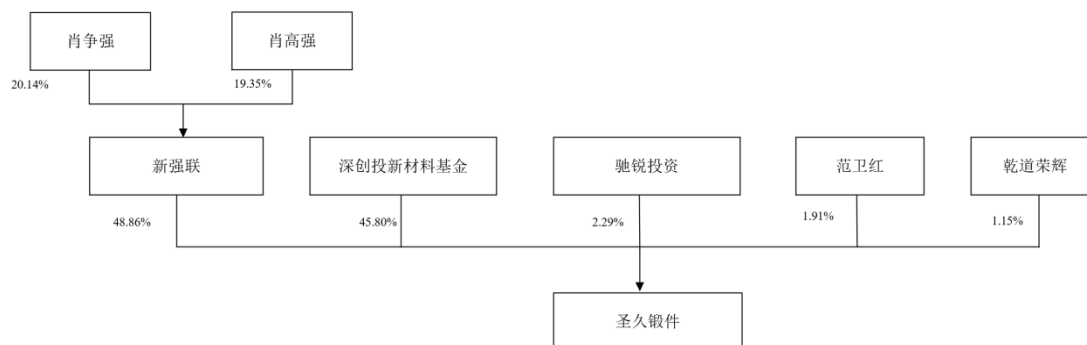 肖争强
肖高强
20.14%
19.35%
新强联
深创投新材料基金
驰锐投资
范卫红
乾道荣辉
48.86%
45.80%
2.29%
1.91%
1.15%
圣久锻件